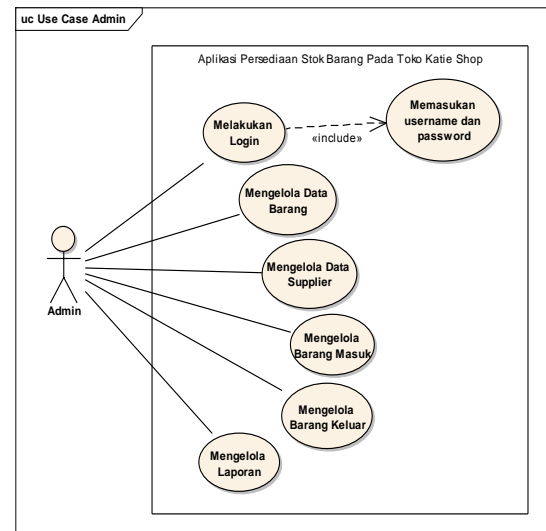 uc Use Case Admin
Aplikasi Persediaan Stok Barang Pada Toko Katie Shop
Melakukan
Login
«include»
Memasukan
username dan
password
Mengelola Data
Barang
Mengelola Data
Supplier
Admin
Mengelola
Barang Masuk
Mengelola
Barang Keluar
Mengelola
Laporan